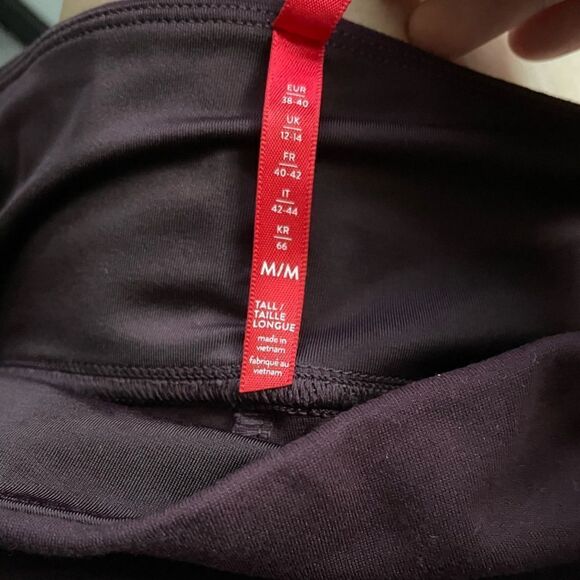 EUR
38-40
UK
12-14
FR
40-42
IT
42-44
KR
66
M/M
TALL/
TAILLE
LONGUE
made in
vietnam
fabriqué au
vietnam